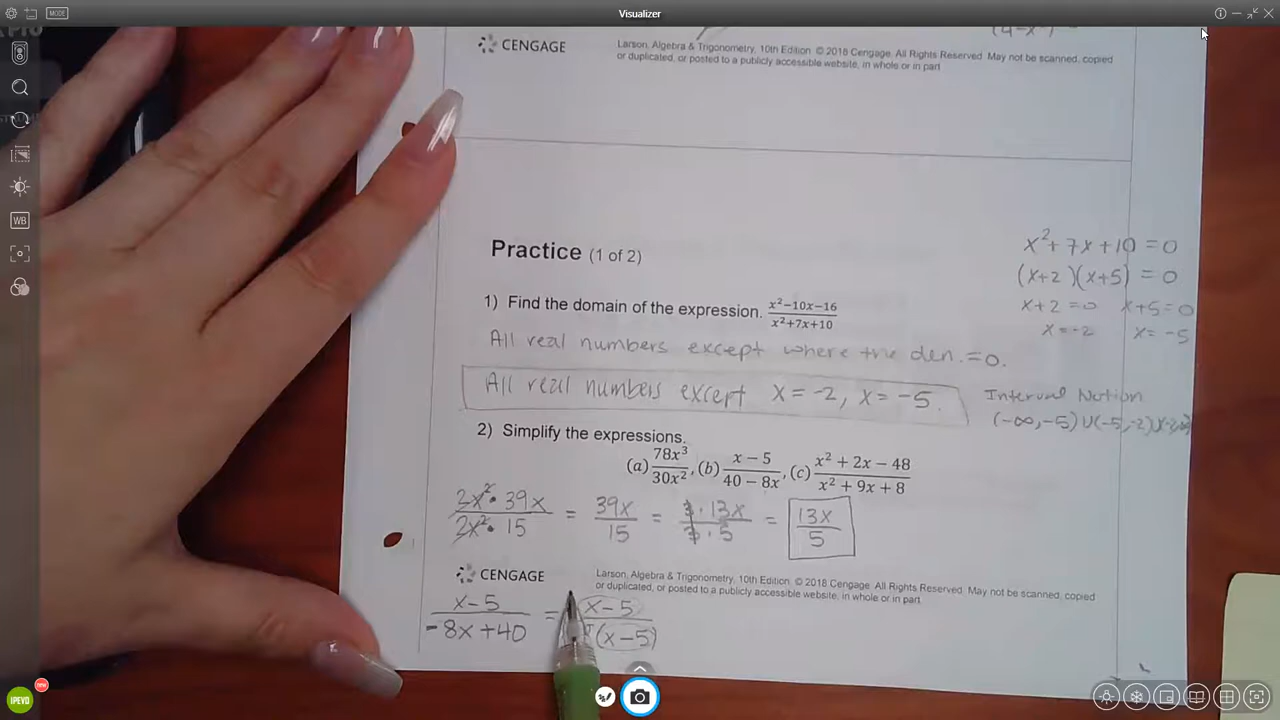 Visualizer
MODE
CENGAGE
Larson, Algebra & Trigonometry, 10th Edition. © 2018 Cengage. All Rights Reserved. May not be scanned, copied
or duplicated, or posted to a publicly accessible website, in whole or in part.
Practice (1 of 2)
1) Find the domain of the expression. x²−10x−16 / x²+7x+10
All real numbers except where the den. = 0.
All real numbers except x = -2, x = -5.
x² + 7x + 10 = 0
(x+2)(x+5) = 0
x+2 = 0 x+5 = 0
x = -2 x = -5
Interval Notion
(-∞, -5) ∪ (-5, -2)
2) Simplify the expressions.
(a) 78x³ / 30x² , (b) x − 5 / 40 − 8x , (c) x² + 2x − 48 / x² + 9x + 8
2x² · 39x / 2x² · 15 = 39x / 15 = 3 · 13x / 3 · 5 = 13x / 5
CENGAGE
Larson, Algebra & Trigonometry, 10th Edition. © 2018 Cengage. All Rights Reserved. May not be scanned, copied
or duplicated, or posted to a publicly accessible website, in whole or in part.
x-5 / -8x+40 = x-5 / (x-5)
WB
IPEVO
new